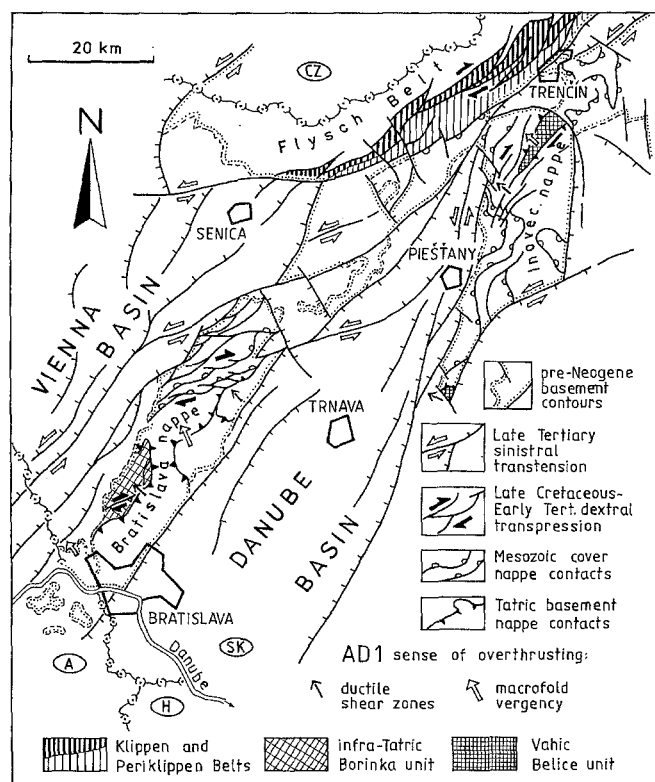 20 km
CZ
N
Flysch Belt
TRENČÍN
SENICA
PIEŠŤANY
Inovec nappe
VIENNA
BASIN
TRNAVA
DANUBE
BASIN
Bratislava nappe
BRATISLAVA
A
Danube
SK
H
pre-Neogene
basement
contours
Late Tertiary
sinistral
transtension
Late Cretaceous-
Early Tert. dextral
transpression
Mesozoic cover
nappe contacts
Tatric basement
nappe contacts
AD1 sense of overthrusting:
ductile
shear zones
macrofold
vergency
Klippen and
Periklippen Belts
infra-Tatric
Borinka unit
Vahic
Belice unit